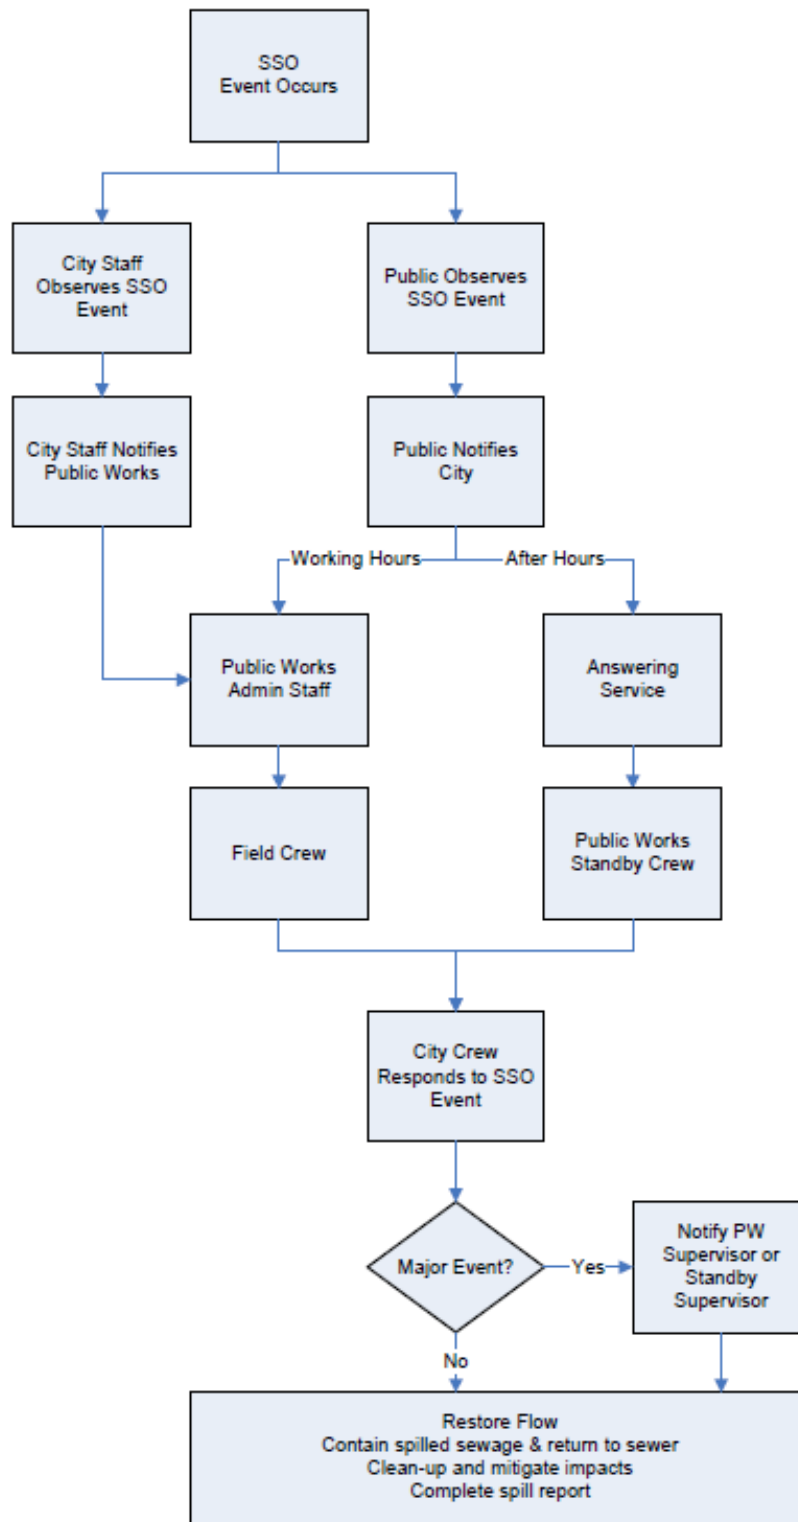 SSO
Event Occurs
City Staff
Observes SSO
Event
Public Observes
SSO Event
City Staff Notifies
Public Works
Public Notifies
City
Working Hours
After Hours
Public Works
Admin Staff
Answering
Service
Field Crew
Public Works
Standby Crew
City Crew
Responds to SSO
Event
Major Event?
Yes
Notify PW
Supervisor or
Standby
Supervisor
No
Restore Flow
Contain spilled sewage & return to sewer
Clean-up and mitigate impacts
Complete spill report